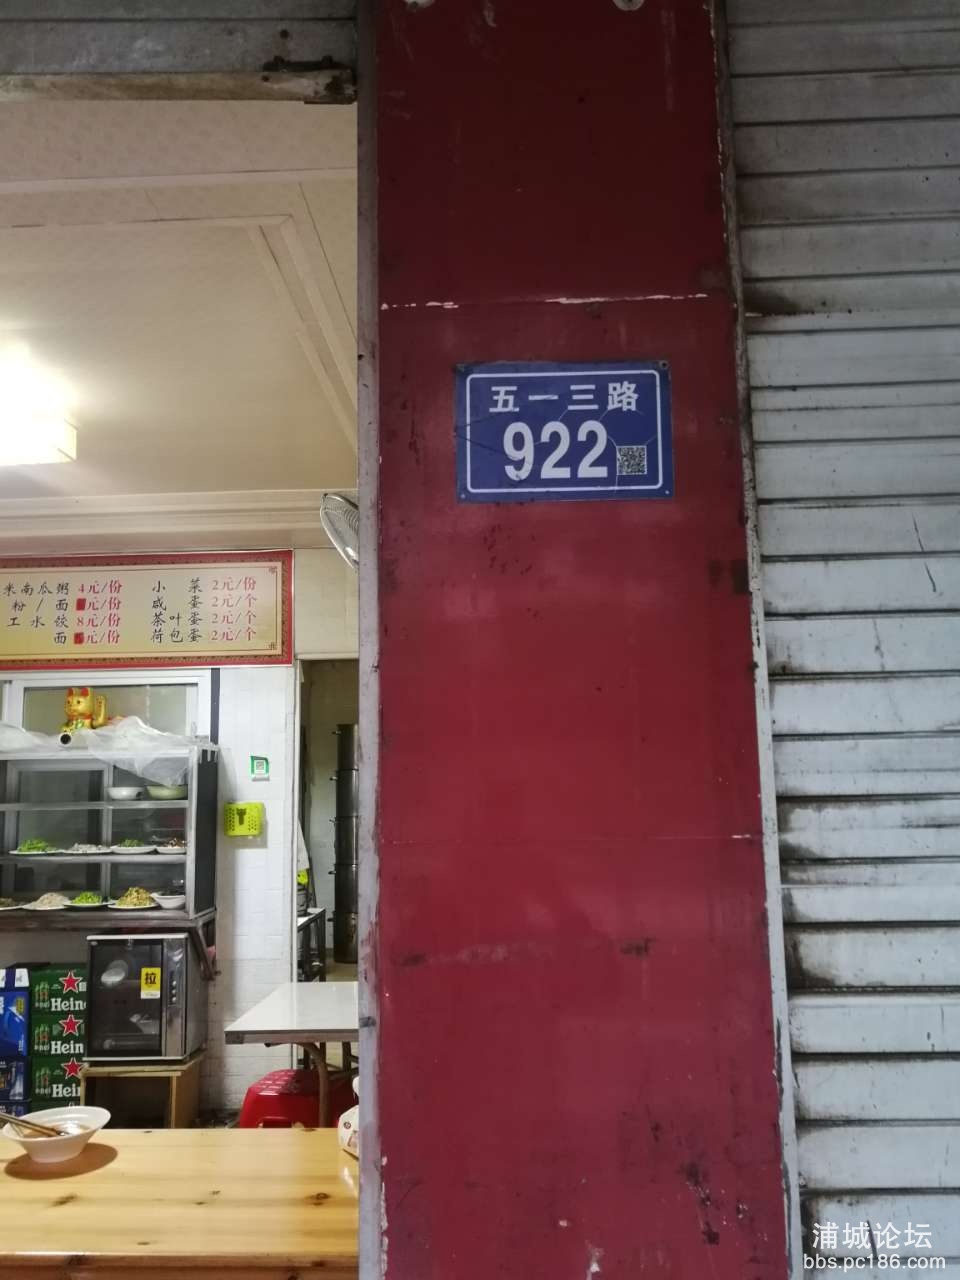 五一三路
922
米南瓜粥 4元/份 小菜 2元/份
粉/面 元/份 咸蛋 2元/个
工水饺 8元/份 茶叶蛋 2元/个
面 元/份 荷包蛋 2元/个
拉
Hein
Hein
Hein
浦城论坛
bbs.pc186.com